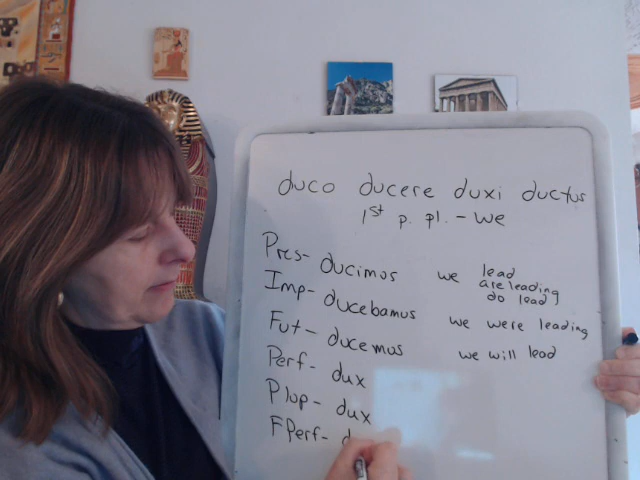 duco ducere duxi ductus
1st p. pl. - we
Pres- ducimus we lead
are leading
do lead
Imp- ducebamus we were leading
Fut- ducemus we will lead
Perf- dux
Plup- dux
FPerf- d